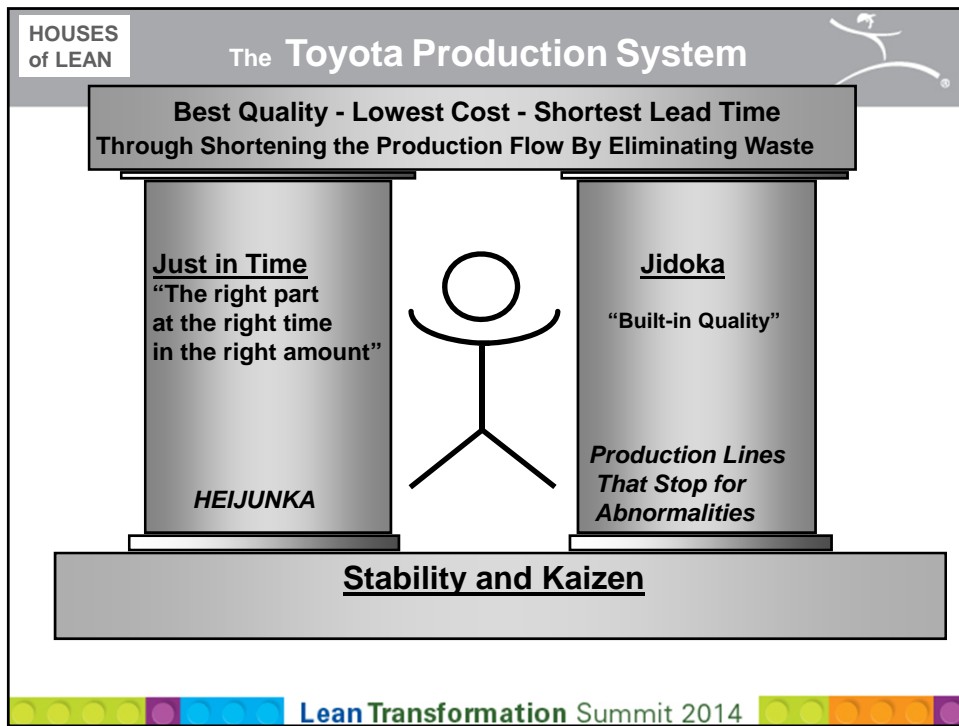 HOUSES
of LEAN
The Toyota Production System
Best Quality - Lowest Cost - Shortest Lead Time
Through Shortening the Production Flow By Eliminating Waste
Just in Time
“The right part
at the right time
in the right amount”
HEIJUNKA
Jidoka
“Built-in Quality”
Production Lines
That Stop for
Abnormalities
Stability and Kaizen
Lean Transformation Summit 2014
®